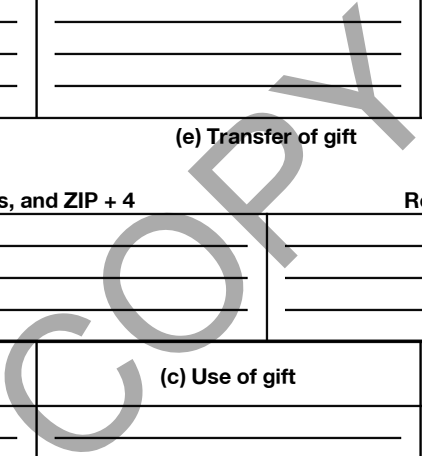 (e) Transfer of gift
s, and ZIP + 4
R
(c) Use of gift
COPY